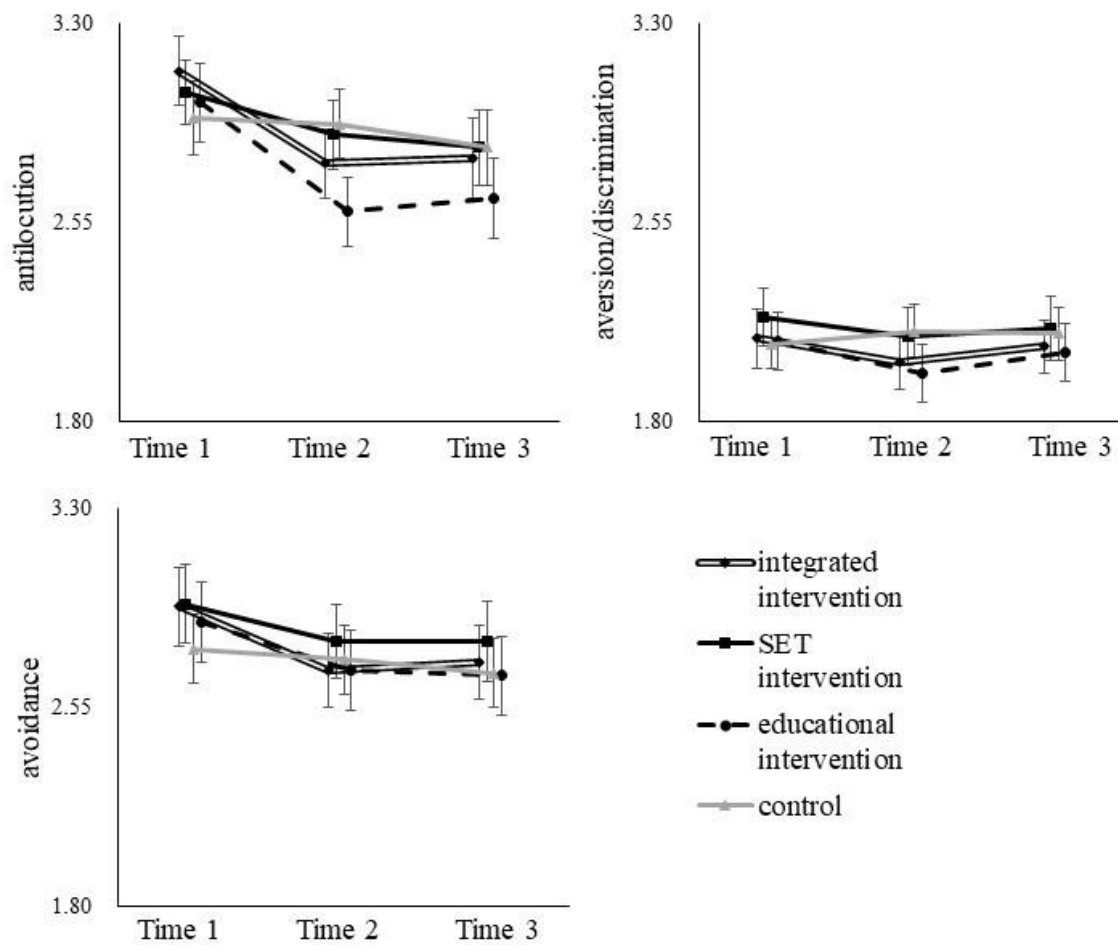 3.30
2.55
1.80
antilocution
Time 1 Time 2 Time 3
3.30
2.55
1.80
aversion/discrimination
Time 1 Time 2 Time 3
3.30
2.55
1.80
avoidance
Time 1 Time 2 Time 3
integrated
intervention
SET
intervention
educational
intervention
control